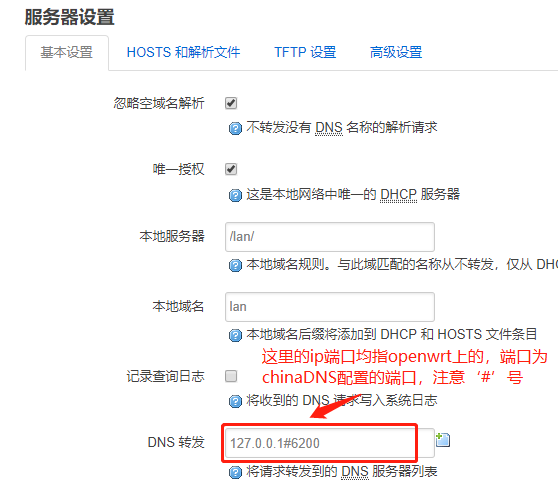 服务器设置
基本设置 HOSTS 和解析文件 TFTP 设置 高级设置
忽略空域名解析
不转发没有 DNS 名称的解析请求
唯一授权
这是本地网络中唯一的 DHCP 服务器
本地服务器 /lan/
本地域名规则。与此域匹配的名称从不转发，仅从 DHC
本地域名 lan
本地域名后缀将添加到 DHCP 和 HOSTS 文件条目
这里的ip端口均指openwrt上的，端口为
chinaDNS配置的端口，注意‘#’号
记录查询日志
将收到的 DNS 请求写入系统日志
DNS 转发 127.0.0.1#6200
将请求转发到的 DNS 服务器列表